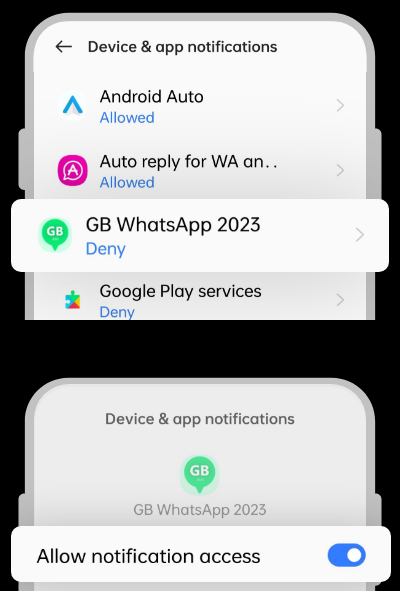 Device & app notifications
Android Auto
Allowed
Auto reply for WA an..
Allowed
GB
GB WhatsApp 2023
Deny
Google Play services
Deny
Device & app notifications
GB
GB WhatsApp 2023
Allow notification access